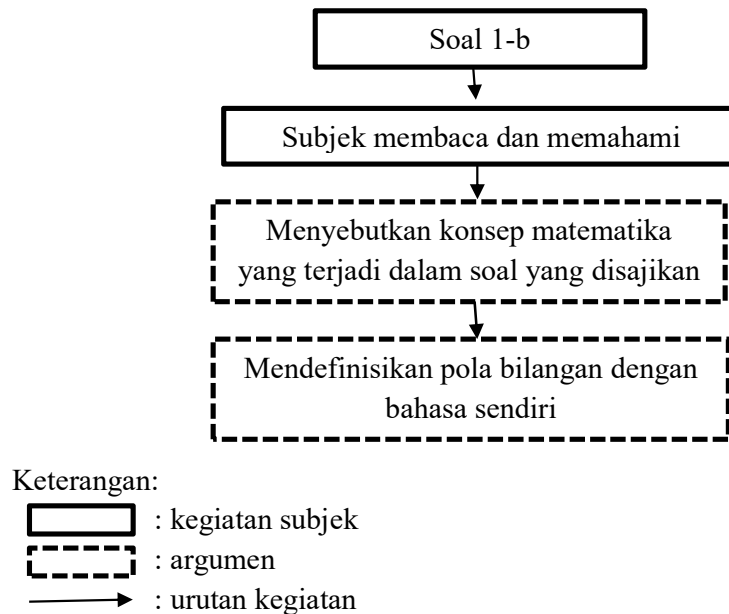 Soal 1-b
Subjek membaca dan memahami
Menyebutkan konsep matematika
yang terjadi dalam soal yang disajikan
Mendefinisikan pola bilangan dengan
bahasa sendiri
Keterangan:
: kegiatan subjek
: argumen
: urutan kegiatan